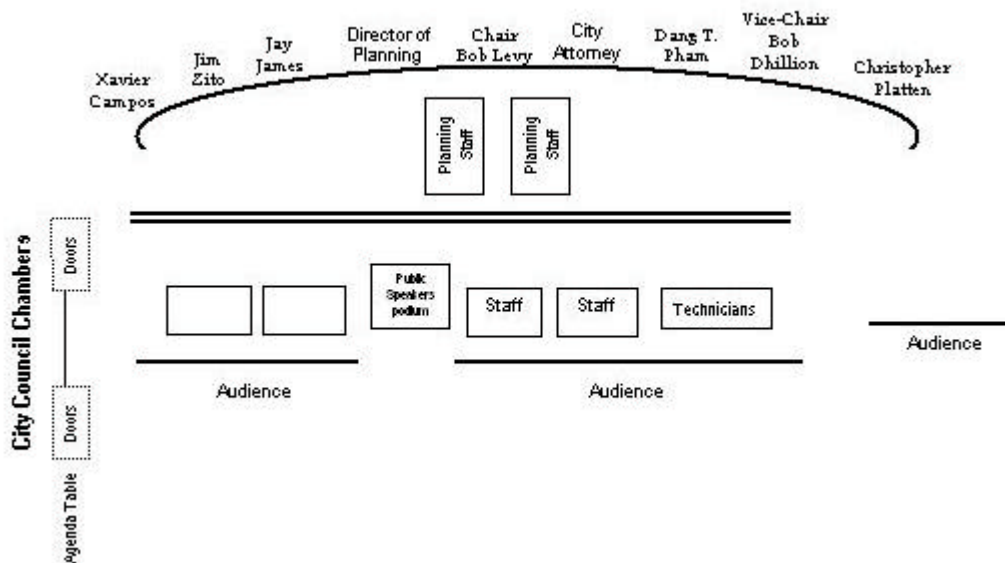 Xavier
Campos
Jim
Zito
Jay
James
Director of
Planning
Chair
Bob Levy
City
Attorney
Dang T.
Pham
Vice-Chair
Bob
Dhillion
Christopher
Platten
Planning
Staff
Planning
Staff
City Council Chambers
Doors
Public
Speakers
podium
Staff
Staff
Technicians
Audience
Audience
Audience
Doors
Agenda Table